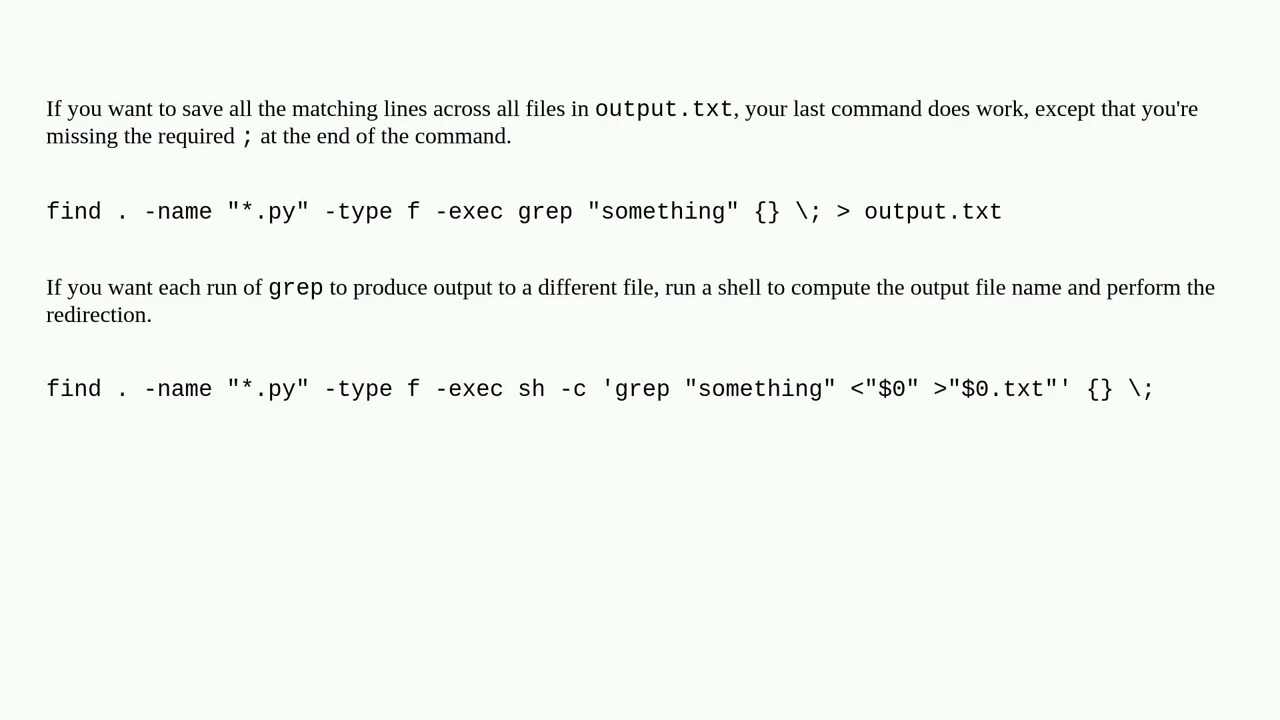 If you want to save all the matching lines across all files in output.txt, your last command does work, except that you're
missing the required ; at the end of the command.
find . -name "*.py" -type f -exec grep "something" {} \; > output.txt
If you want each run of grep to produce output to a different file, run a shell to compute the output file name and perform the
redirection.
find . -name "*.py" -type f -exec sh -c 'grep "something" <"$0" >"$0.txt"' {} \;